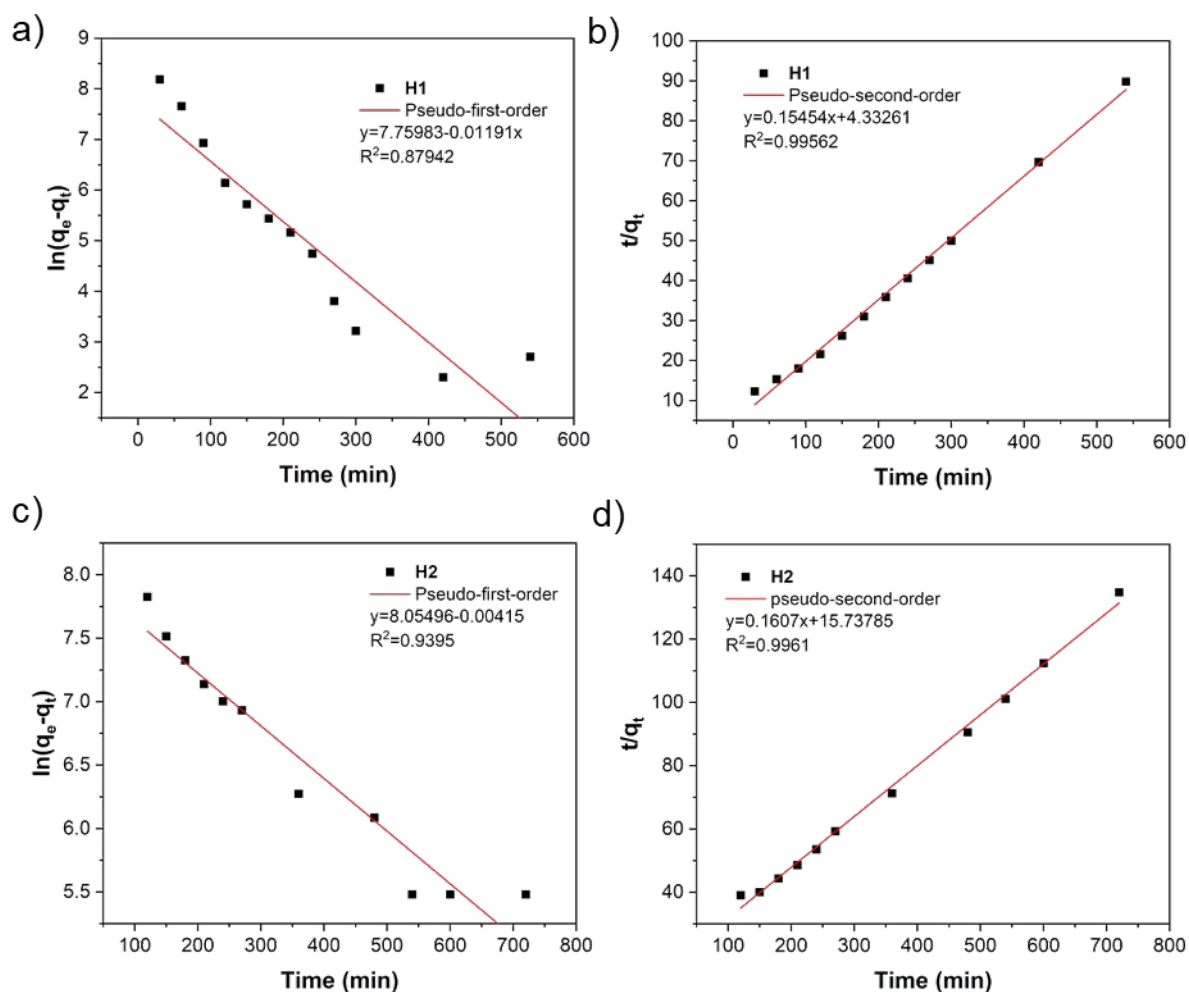 a)
9
8
7
6
5
4
3
2
ln(qₑ-qₜ)
H1
Pseudo-first-order
y=7.75983-0.01191x
R²=0.87942
0 100 200 300 400 500 600
Time (min)
b)
100
90
80
70
60
50
40
30
20
10
t/qₜ
H1
Pseudo-second-order
y=0.15454x+4.33261
R²=0.99562
0 100 200 300 400 500 600
Time (min)
c)
8.0
7.5
7.0
6.5
6.0
5.5
ln(qₑ-qₜ)
H2
Pseudo-first-order
y=8.05496-0.00415
R²=0.9395
100 200 300 400 500 600 700 800
Time (min)
d)
140
120
100
80
60
40
t/qₜ
H2
pseudo-second-order
y=0.1607x+15.73785
R²=0.9961
100 200 300 400 500 600 700 800
Time (min)